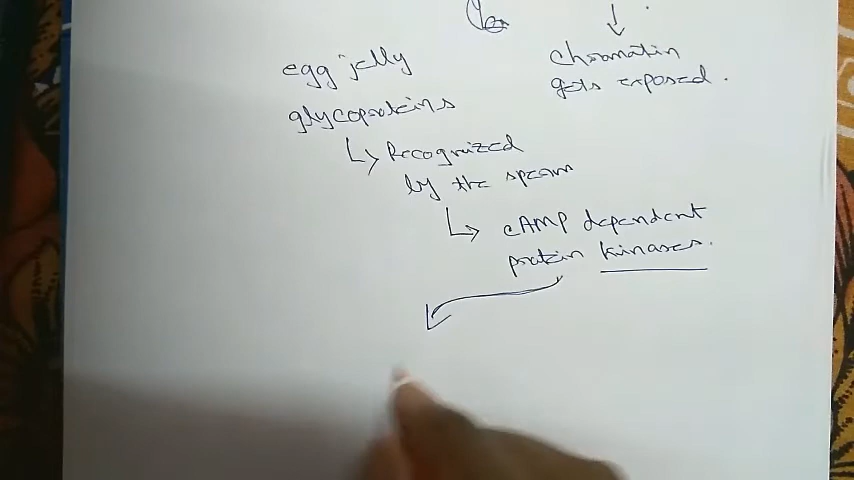 egg jelly
glycoproteins
Recognized
by the sperm
cAMP dependent
protein kinases.
chromatin
gets exposed.